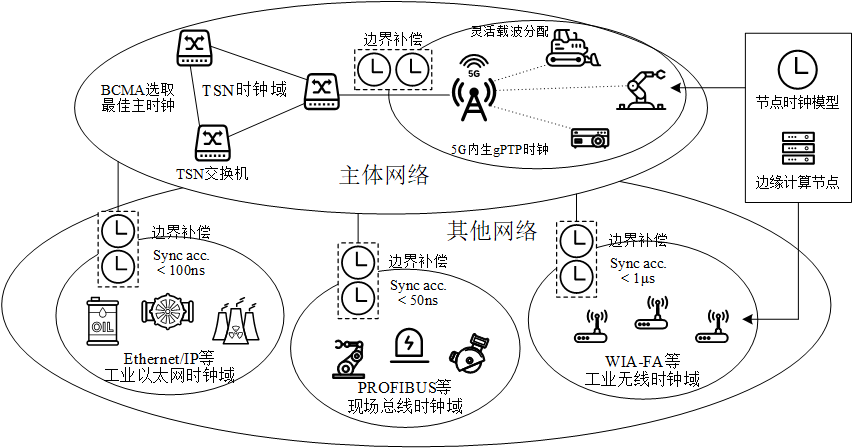 边界补偿
灵活载波分配
BCMA选取
最佳主时钟
TSN时钟域
5G
节点时钟模型
TSN交换机
5G内生gPTP时钟
主体网络
边缘计算节点
其他网络
边界补偿
Sync acc.
< 100ns
边界补偿
Sync acc.
< 50ns
边界补偿
Sync acc.
< 1μs
OIL
Ethernet/IP等
工业以太网时钟域
PROFIBUS等
现场总线时钟域
WIA-FA等
工业无线时钟域